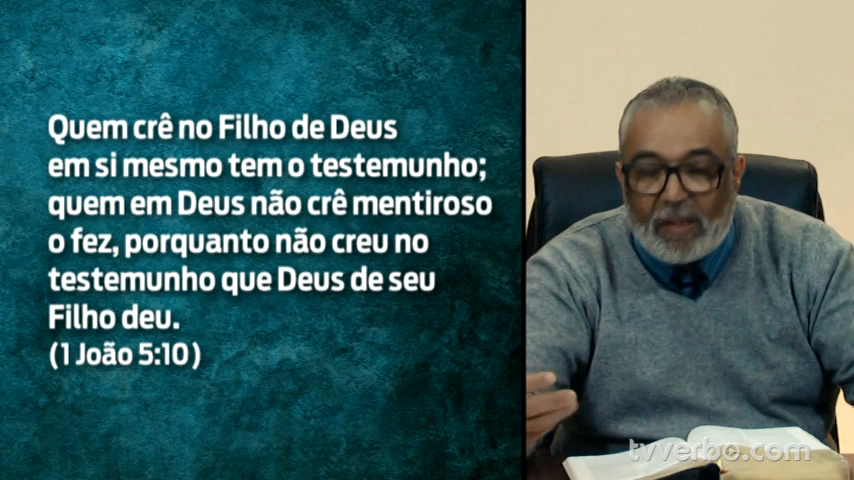 Quem crê no Filho de Deus
em si mesmo tem o testemunho;
quem em Deus não crê mentiroso
o fez, porquanto não creu no
testemunho que Deus de seu
Filho deu.
(1 João 5:10)
tvverbo.com